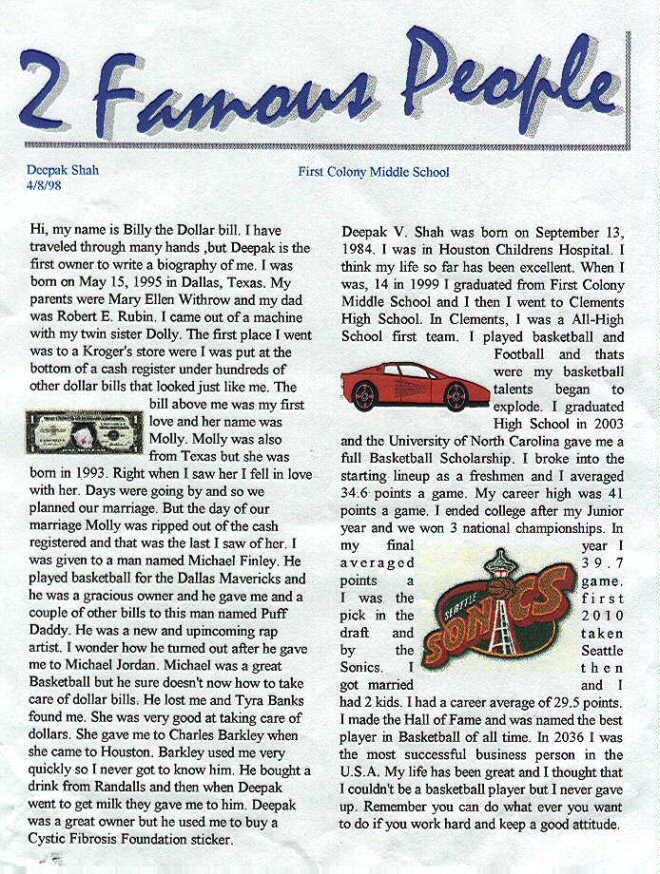 2 Famous People
Deepak Shah
4/8/98
First Colony Middle School
Hi, my name is Billy the Dollar bill. I have
traveled through many hands ,but Deepak is the
first owner to write a biography of me. I was
born on May 15, 1995 in Dallas, Texas. My
parents were Mary Ellen Withrow and my dad
was Robert E. Rubin. I came out of a machine
with my twin sister Dolly. The first place I went
was to a Kroger's store were I was put at the
bottom of a cash register under hundreds of
other dollar bills that looked just like me. The
bill above me was my first
love and her name was
Molly. Molly was also
from Texas but she was
born in 1993. Right when I saw her I fell in love
with her. Days were going by and so we
planned our marriage. But the day of our
marriage Molly was ripped out of the cash
registered and that was the last I saw of her. I
was given to a man named Michael Finley. He
played basketball for the Dallas Mavericks and
he was a gracious owner and he gave me and a
couple of other bills to this man named Puff
Daddy. He was a new and upincoming rap
artist. I wonder how he turned out after he gave
me to Michael Jordan. Michael was a great
Basketball but he sure doesn't now how to take
care of dollar bills. He lost me and Tyra Banks
found me. She was very good at taking care of
dollars. She gave me to Charles Barkley when
she came to Houston. Barkley used me very
quickly so I never got to know him. He bought a
drink from Randalls and then when Deepak
went to get milk they gave me to him. Deepak
was a great owner but he used me to buy a
Cystic Fibrosis Foundation sticker.
Deepak V. Shah was born on September 13,
1984. I was in Houston Childrens Hospital. I
think my life so far has been excellent. When I
was, 14 in 1999 I graduated from First Colony
Middle School and I then I went to Clements
High School. In Clements, I was a All-High
School first team. I played basketball and
Football and thats
were my basketball
talents began to
explode. I graduated
High School in 2003
and the University of North Carolina gave me a
full Basketball Scholarship. I broke into the
starting lineup as a freshmen and I averaged
34.6 points a game. My career high was 41
points a game. I ended college after my Junior
year and we won 3 national championships. In
my final year I
averaged 39.7
points a game.
I was the first
pick in the 2010
draft and taken
by the Seattle
Sonics. I then
got married and I
had 2 kids. I had a career average of 29.5 points.
I made the Hall of Fame and was named the best
player in Basketball of all time. In 2036 I was
the most successful business person in the
U.S.A. My life has been great and I thought that
I couldn't be a basketball player but I never gave
up. Remember you can do what ever you want
to do if you work hard and keep a good attitude.
SEATTLE
SONICS